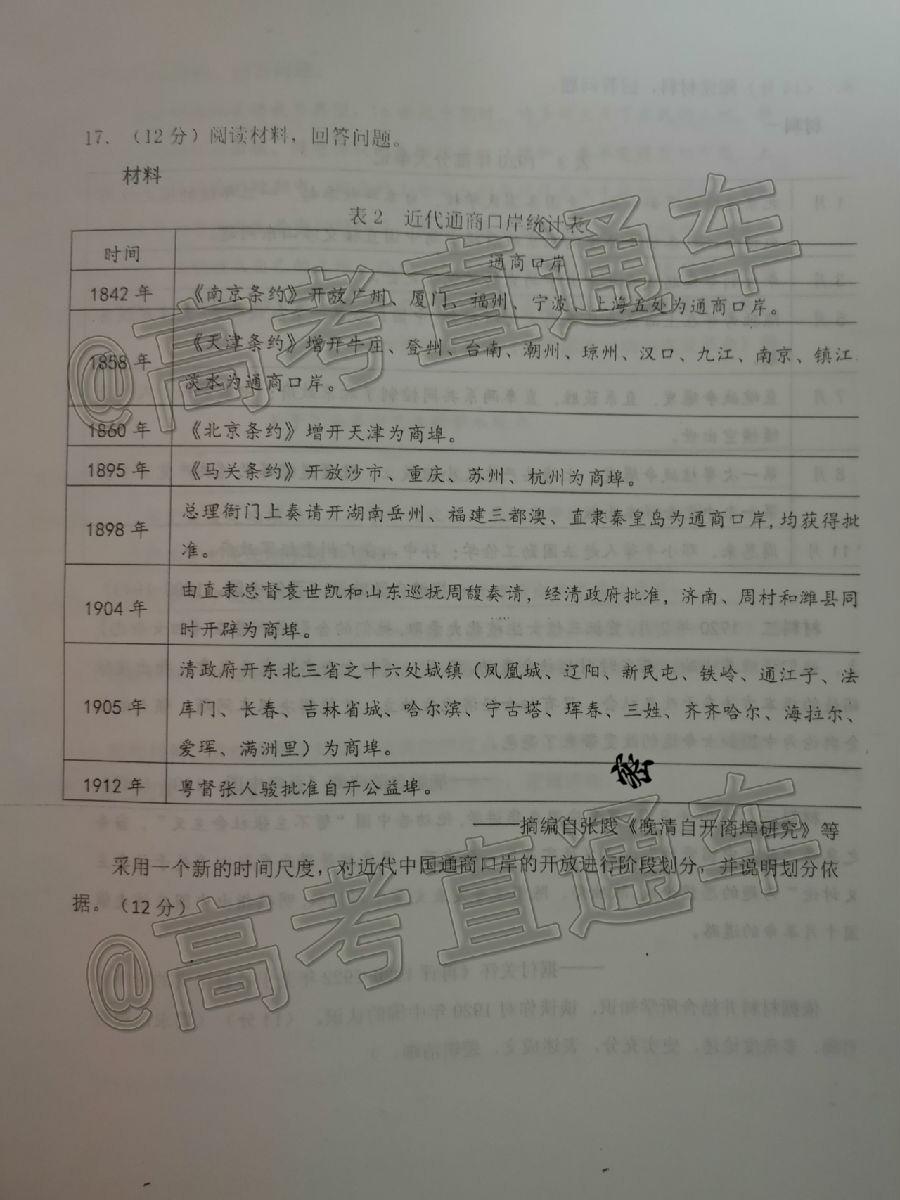 17.（12分）阅读材料，回答问题。
材料
表2 近代通商口岸统计表
时间 通商口岸
1842年 《南京条约》开放广州、厦门、福州、宁波、上海五处为通商口岸。
1858年 《天津条约》增开牛庄、登州、台南、潮州、琼州、汉口、九江、南京、镇江、
淡水为通商口岸。
1860年 《北京条约》增开天津为商埠。
1895年 《马关条约》开放沙市、重庆、苏州、杭州为商埠。
1898年 总理衙门上奏请开湖南岳州、福建三都澳、直隶秦皇岛为通商口岸,均获得批
准。
1904年 由直隶总督袁世凯和山东巡抚周馥奏请，经清政府批准，济南、周村和潍县同
时开辟为商埠。
1905年 清政府开东北三省之十六处城镇（凤凰城、辽阳、新民屯、铁岭、通江子、法
库门、长春、吉林省城、哈尔滨、宁古塔、珲春、三姓、齐齐哈尔、海拉尔、
爱珲、满洲里）为商埠。
1912年 粤督张人骏批准自开公益埠。
——摘编自张践《晚清自开商埠研究》等
采用一个新的时间尺度，对近代中国通商口岸的开放进行阶段划分，并说明划分依
据。（12分）
@高考直通车
@高考直通车